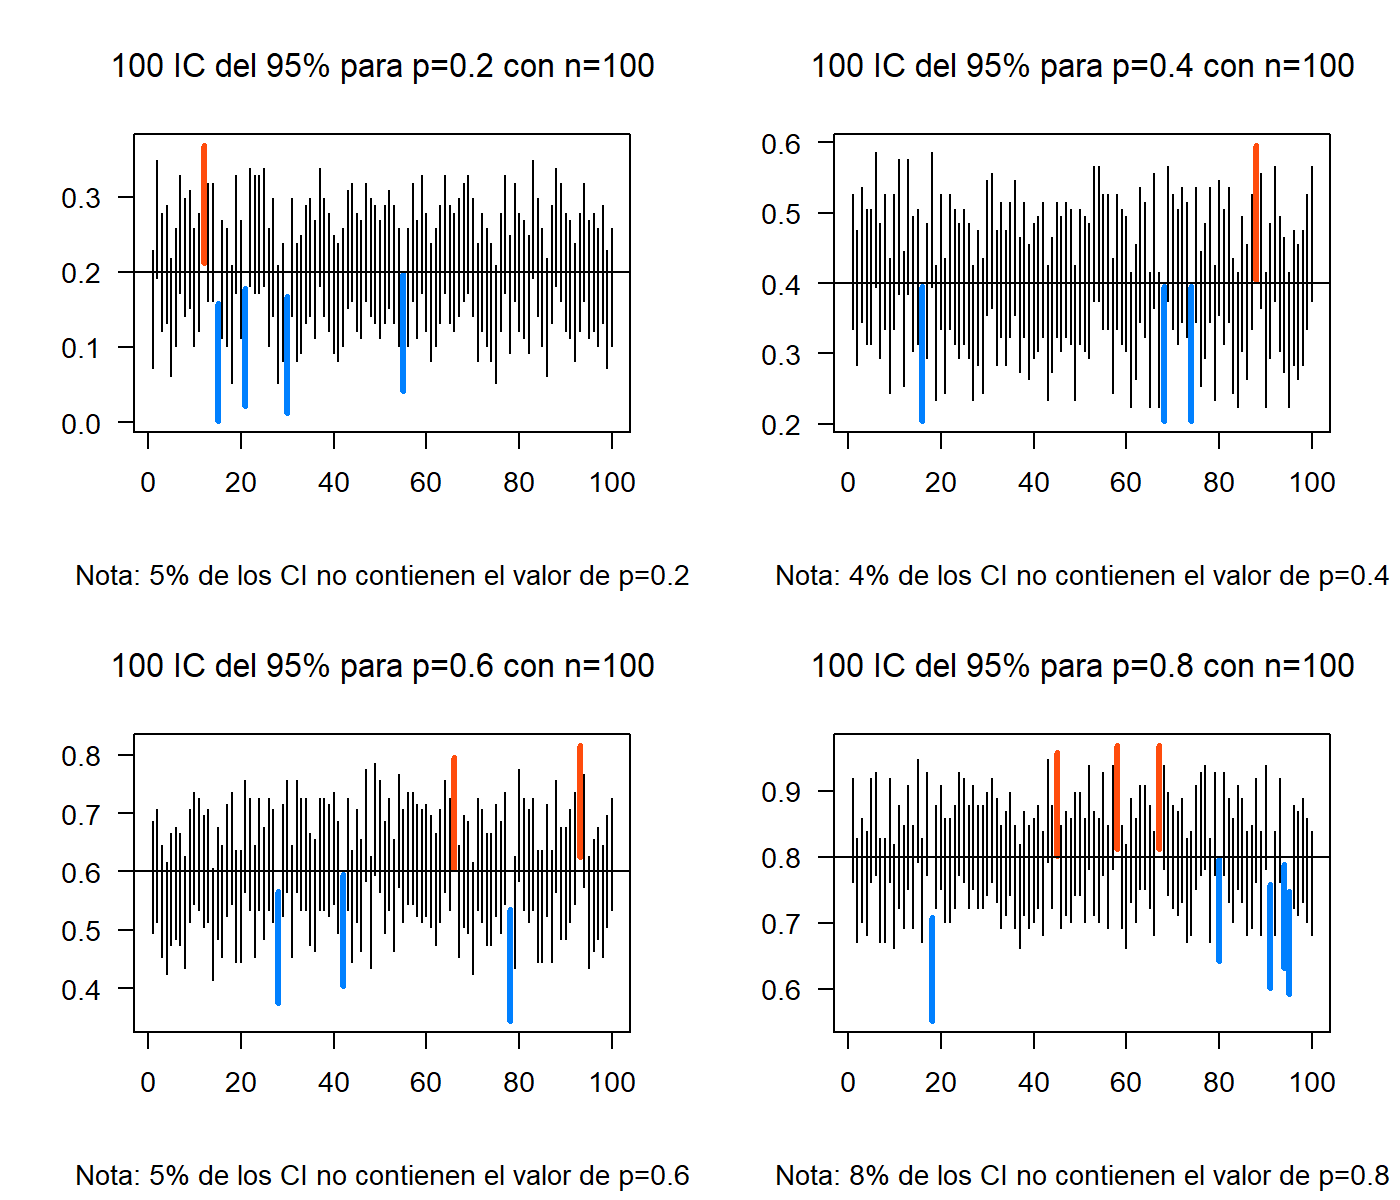 100 IC del 95% para p=0.2 con n=100
0.3
0.2
0.1
0.0
0 20 40 60 80 100
Nota: 5% de los CI no contienen el valor de p=0.2
100 IC del 95% para p=0.4 con n=100
0.6
0.5
0.4
0.3
0.2
0 20 40 60 80 100
Nota: 4% de los CI no contienen el valor de p=0.4
100 IC del 95% para p=0.6 con n=100
0.8
0.7
0.6
0.5
0.4
0 20 40 60 80 100
Nota: 5% de los CI no contienen el valor de p=0.6
100 IC del 95% para p=0.8 con n=100
0.9
0.8
0.7
0.6
0 20 40 60 80 100
Nota: 8% de los CI no contienen el valor de p=0.8